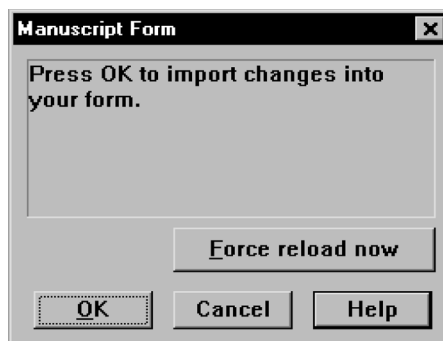 Manuscript Form
Press OK to import changes into
your form.
Force reload now
OK Cancel Help